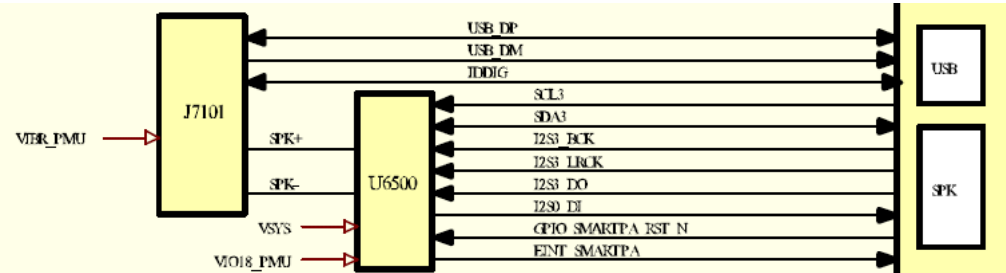 USB_DP
USB_DM
IDDIG
USB
SCL3
J7101
SDA3
VIBR_PMU
SPK+
I2S3_BCK
I2S3_LRCK
SPK-
U6500
I2S3_DO
SPK
I2S0_DI
VSYS
GPIO_SMARTPA_RST_N
EINT_SMARTPA
VIO18_PMU